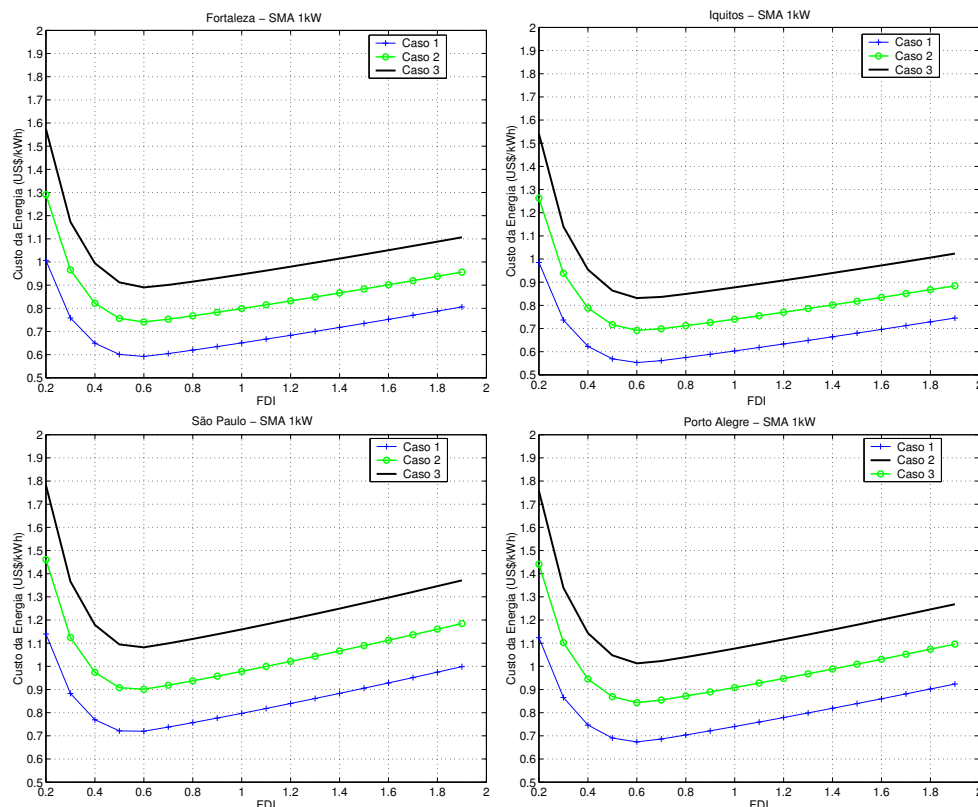 Fortaleza − SMA 1kW
2
1.9
1.8
1.7
1.6
1.5
1.4
1.3
1.2
1.1
1
0.9
0.8
0.7
0.6
0.5
Custo da Energia (US$/kWh)
Caso 1
Caso 2
Caso 3
0.2 0.4 0.6 0.8 1 1.2 1.4 1.6 1.8 2
FDI
Iquitos − SMA 1kW
2
1.9
1.8
1.7
1.6
1.5
1.4
1.3
1.2
1.1
1
0.9
0.8
0.7
0.6
0.5
Custo da Energia (US$/kWh)
Caso 1
Caso 2
Caso 3
0.2 0.4 0.6 0.8 1 1.2 1.4 1.6 1.8 2
FDI
São Paulo − SMA 1kW
2
1.9
1.8
1.7
1.6
1.5
1.4
1.3
1.2
1.1
1
0.9
0.8
0.7
0.6
0.5
Custo da Energia (US$/kWh)
Caso 1
Caso 2
Caso 3
0.2 0.4 0.6 0.8 1 1.2 1.4 1.6 1.8 2
FDI
Porto Alegre − SMA 1kW
2
1.9
1.8
1.7
1.6
1.5
1.4
1.3
1.2
1.1
1
0.9
0.8
0.7
0.6
0.5
Custo da Energia (US$/kWh)
Caso 1
Caso 2
Caso 3
0.2 0.4 0.6 0.8 1 1.2 1.4 1.6 1.8 2
FDI